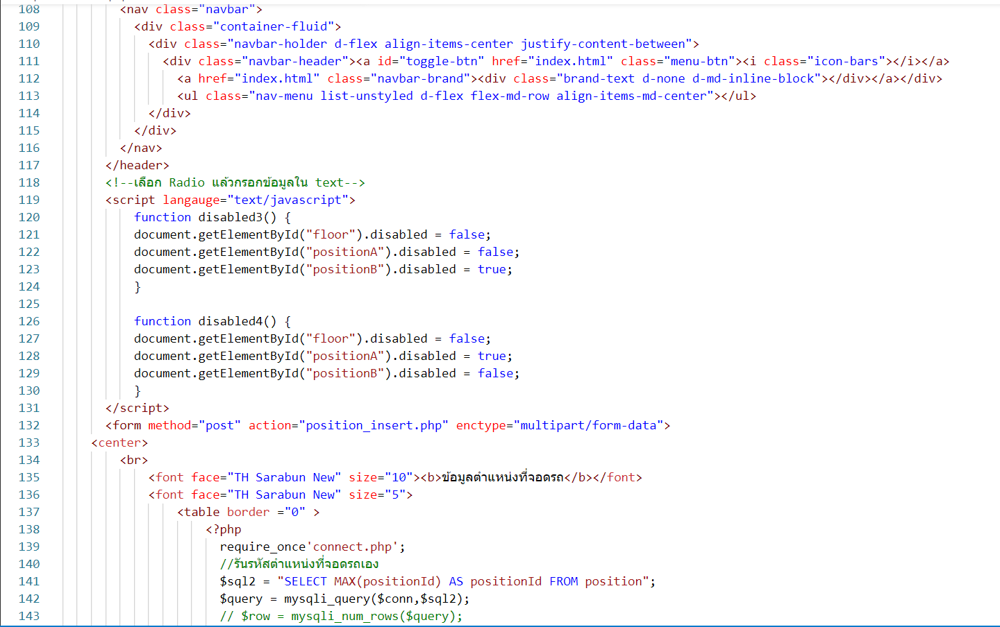 108 <nav class="navbar">
109 <div class="container-fluid">
110 <div class="navbar-holder d-flex align-items-center justify-content-between">
111 <div class="navbar-header"><a id="toggle-btn" href="index.html" class="menu-btn"><i class="icon-bars"></i></a>
112 <a href="index.html" class="navbar-brand"><div class="brand-text d-none d-md-inline-block"></div></a></div>
113 <ul class="nav-menu list-unstyled d-flex flex-md-row align-items-md-center"></ul>
114 </div>
115 </div>
116 </nav>
117 </header>
118 <!--เลือก Radio แล้วกรอกข้อมูลใน text-->
119 <script langauge="text/javascript">
120 function disabled3() {
121 document.getElementById("floor").disabled = false;
122 document.getElementById("positionA").disabled = false;
123 document.getElementById("positionB").disabled = true;
124 }
125
126 function disabled4() {
127 document.getElementById("floor").disabled = false;
128 document.getElementById("positionA").disabled = true;
129 document.getElementById("positionB").disabled = false;
130 }
131 </script>
132 <form method="post" action="position_insert.php" enctype="multipart/form-data">
133 <center>
134 <br>
135 <font face="TH Sarabun New" size="10"><b>ข้อมูลตำแหน่งที่จอดรถ</b></font>
136 <font face="TH Sarabun New" size="5">
137 <table border ="0" >
138 <?php
139 require_once'connect.php';
140 //รันรหัสตำแหน่งที่จอดรถเอง
141 $sql2 = "SELECT MAX(positionId) AS positionId FROM position";
142 $query = mysqli_query($conn,$sql2);
143 // $row = mysqli_num_rows($query);